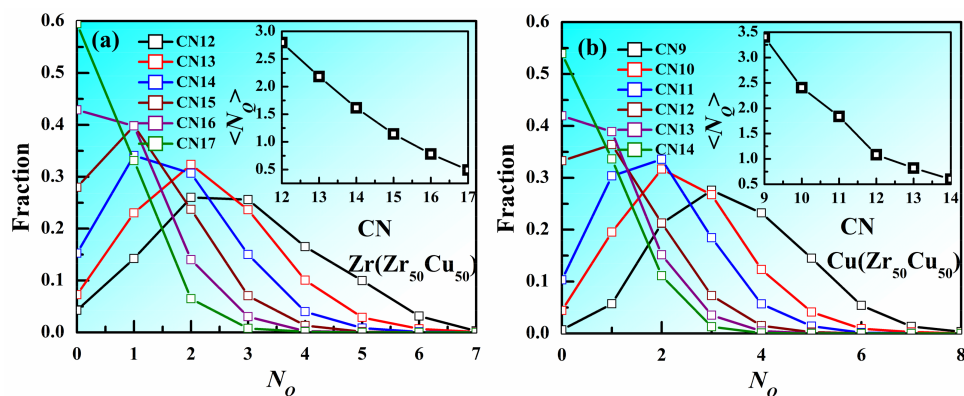 (a)
CN12
CN13
CN14
CN15
CN16
CN17
Fraction
0.6
0.5
0.4
0.3
0.2
0.1
0.0
0 1 2 3 4 5 6 7
N_O
<N_Q>
3.0
2.5
2.0
1.5
1.0
0.5
12 13 14 15 16 17
CN
Zr(Zr50Cu50)
(b)
CN9
CN10
CN11
CN12
CN13
CN14
Fraction
0.6
0.5
0.4
0.3
0.2
0.1
0.0
0 2 4 6 8
N_O
<N_Q>
3.5
3.0
2.5
2.0
1.5
1.0
0.5
9 10 11 12 13 14
CN
Cu(Zr50Cu50)